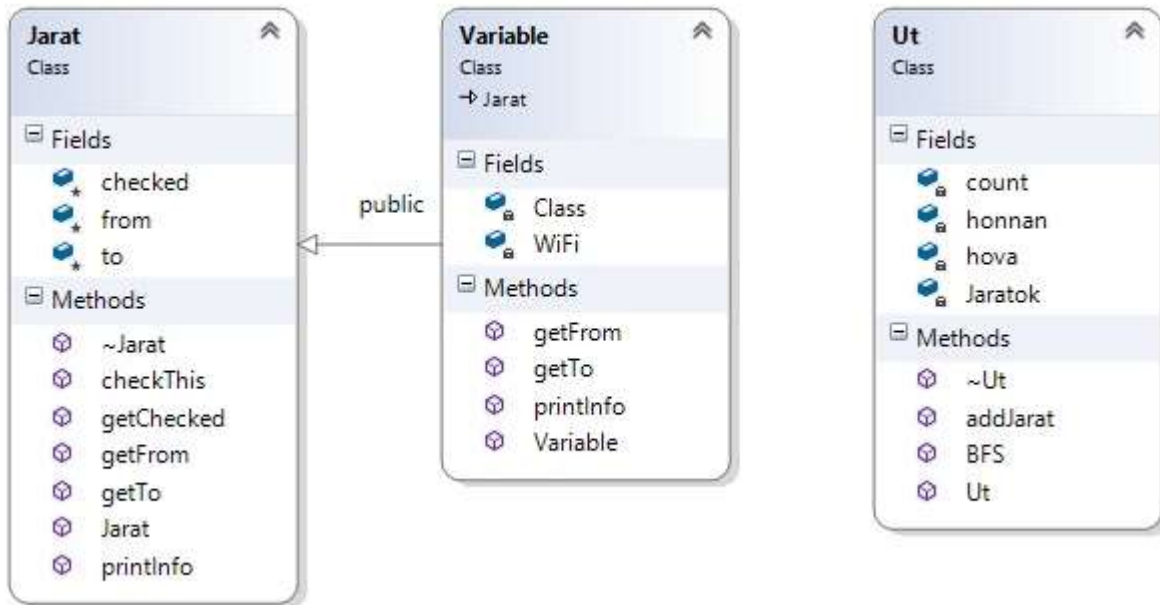 Jarat
Class
Fields
checked
from
to
Methods
~Jarat
checkThis
getChecked
getFrom
getTo
Jarat
printInfo
public
Variable
Class
Jarat
Fields
Class
WiFi
Methods
getFrom
getTo
printInfo
Variable
Ut
Class
Fields
count
honnan
hova
Jaratok
Methods
~Ut
addJarat
BFS
Ut